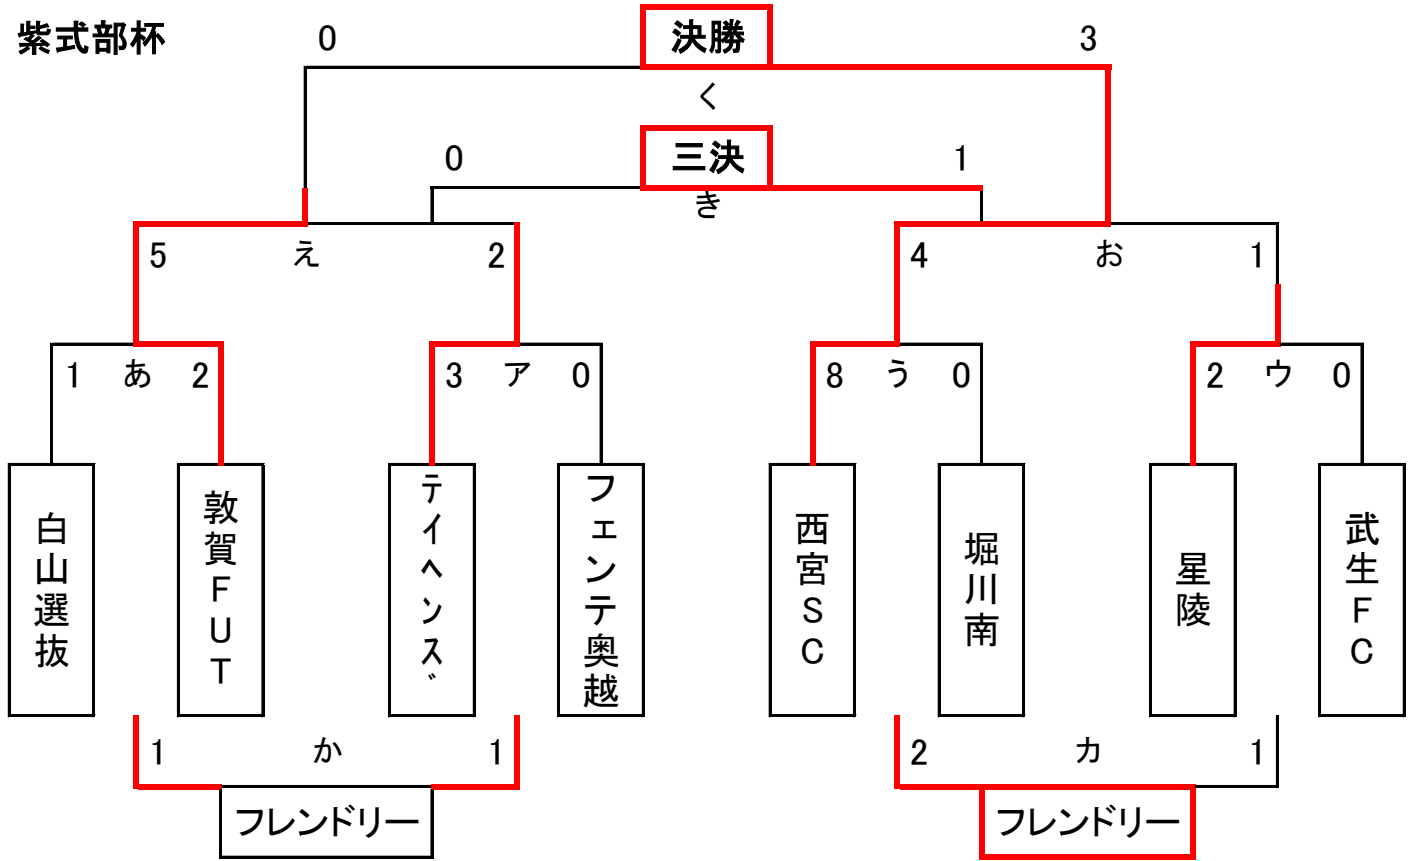 紫式部杯 0 決勝 3
く
0 三決 1
き
5 え 2 4 お 1
1 あ 2 3 ア 0 8 う 0 2 ウ 0
白山選抜
敦賀FUT
テイヘンズ
フェンテ奥越
西宮SC
堀川南
星陵
武生FC
1 か 1 2 カ 1
フレンドリー フレンドリー